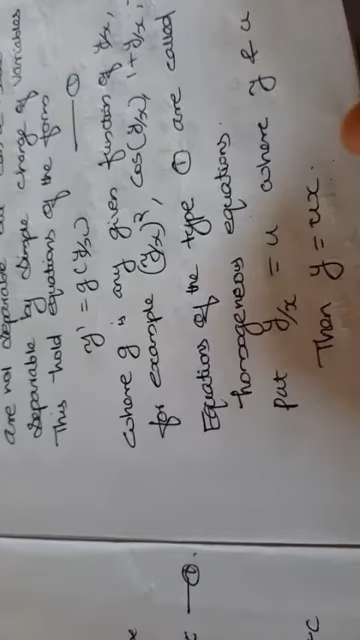 are not separable
separable by simple change of variables
This hold equations of the form
y' = g(y/x) — ①
where g is any given function of y/x,
for example (y/x)², cos(y/x), 1+y/x,
Equations of the type ① are called
homogeneous equations.
put y/x = u where y & u
Then y = ux.
— ①.